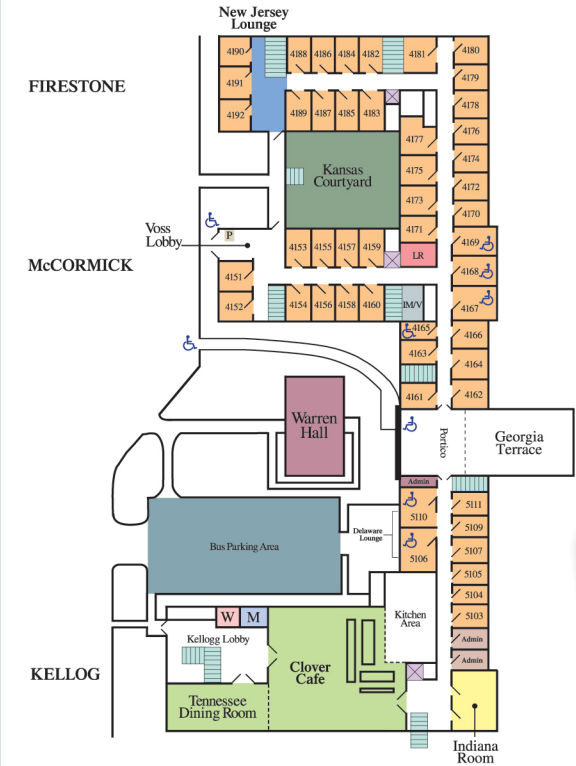 New Jersey
Lounge
4190
4188
4186
4184
4182
4181
4180
FIRESTONE
4191
4179
4192
4189
4187
4185
4183
4178
4177
4176
Kansas
Courtyard
4175
4174
4173
4172
4171
4170
Voss
Lobby
P
4153
4155
4157
4159
LR
4169
McCORMICK
4151
4168
4152
4154
4156
4158
4160
IM/V
4167
4165
4166
4163
4164
4161
4162
Warren
Hall
Portico
Georgia
Terrace
Admin
5110
5111
Delaware
Lounge
5109
Bus Parking Area
5106
5107
5105
5104
W
M
Kitchen
Area
5103
Kellogg Lobby
Admin
Admin
KELLOG
Clover
Cafe
Tennessee
Dining Room
Indiana
Room